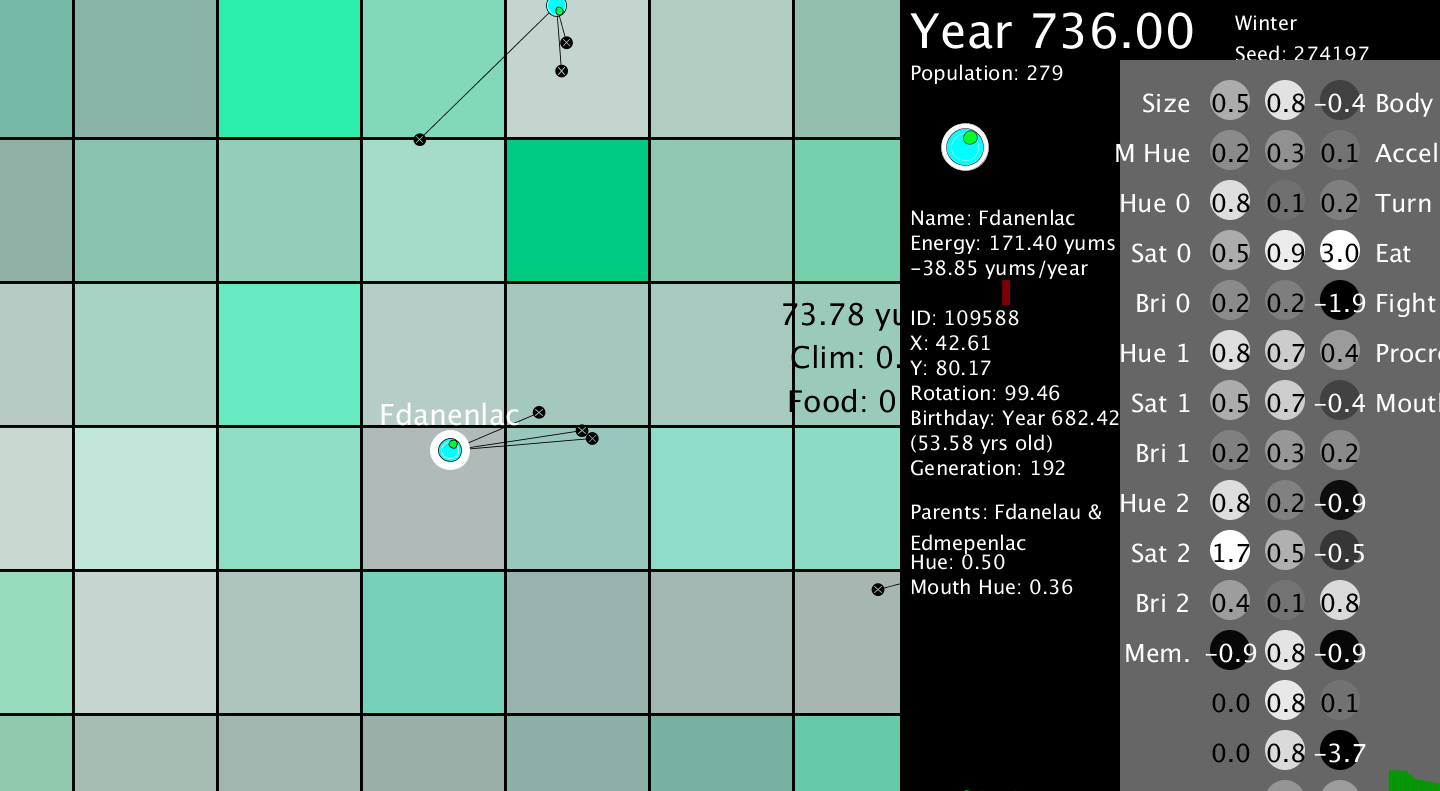 Year 736.00
Winter
Seed: 274197
Population: 279
Name: Fdanenlac
Energy: 171.40 yums
-38.85 yums/year
ID: 109588
X: 42.61
Y: 80.17
Rotation: 99.46
Birthday: Year 682.42
(53.58 yrs old)
Generation: 192
Parents: Fdanelau &
Edmepenlac
Hue: 0.50
Mouth Hue: 0.36
73.78 yu
Clim: 0.
Food: 0
Fdanenlac
Size 0.5 0.8 -0.4 Body
M Hue 0.2 0.3 0.1 Accel
Hue 0 0.8 0.1 0.2 Turn
Sat 0 0.5 0.9 3.0 Eat
Bri 0 0.2 0.2 -1.9 Fight
Hue 1 0.8 0.7 0.4 Procre
Sat 1 0.5 0.7 -0.4 Mouth
Bri 1 0.2 0.3 0.2
Hue 2 0.8 0.2 -0.9
Sat 2 1.7 0.5 -0.5
Bri 2 0.4 0.1 0.8
Mem. -0.9 0.8 -0.9
0.0 0.8 0.1
0.0 0.8 -3.7